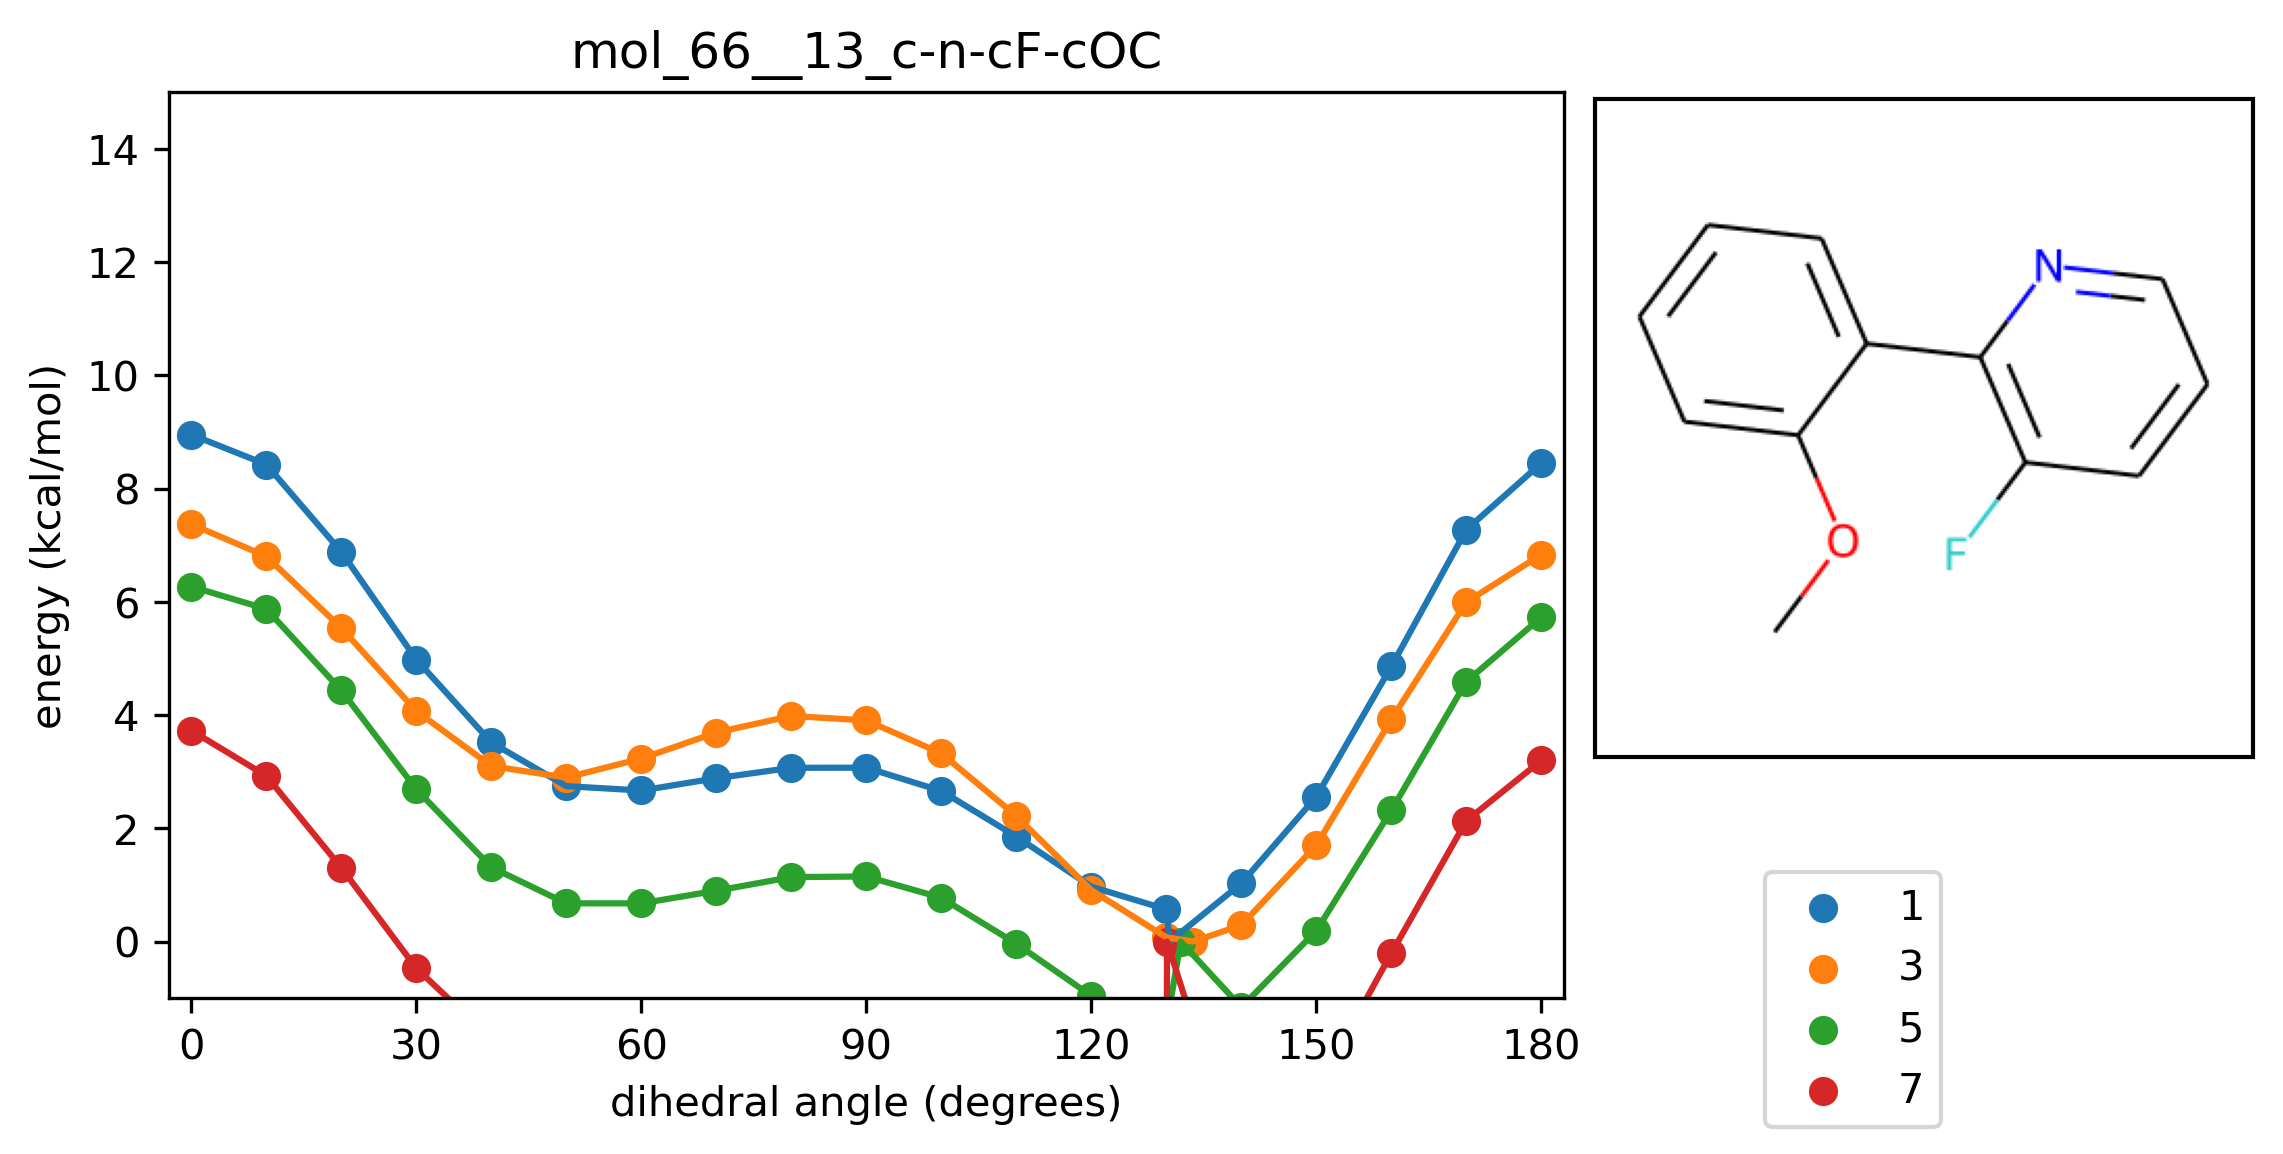 mol_66__13_c-n-cF-cOC
energy (kcal/mol)
14
12
10
8
6
4
2
0
0 30 60 90 120 150 180
dihedral angle (degrees)
N
O
F
1
3
5
7